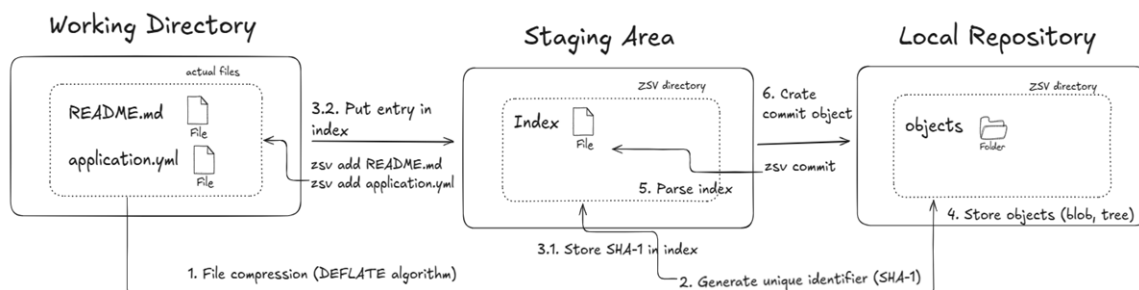 Working Directory
Staging Area
Local Repository
actual files
ZSV directory
ZSV directory
README.md
File
application.yml
File
3.2. Put entry in
index
zsv add README.md
zsv add application.yml
Index
File
5. Parse index
6. Crate
commit object
zsv commit
objects
Folder
4. Store objects (blob, tree)
3.1. Store SHA-1 in index
1. File compression (DEFLATE algorithm)
2. Generate unique identifier (SHA-1)